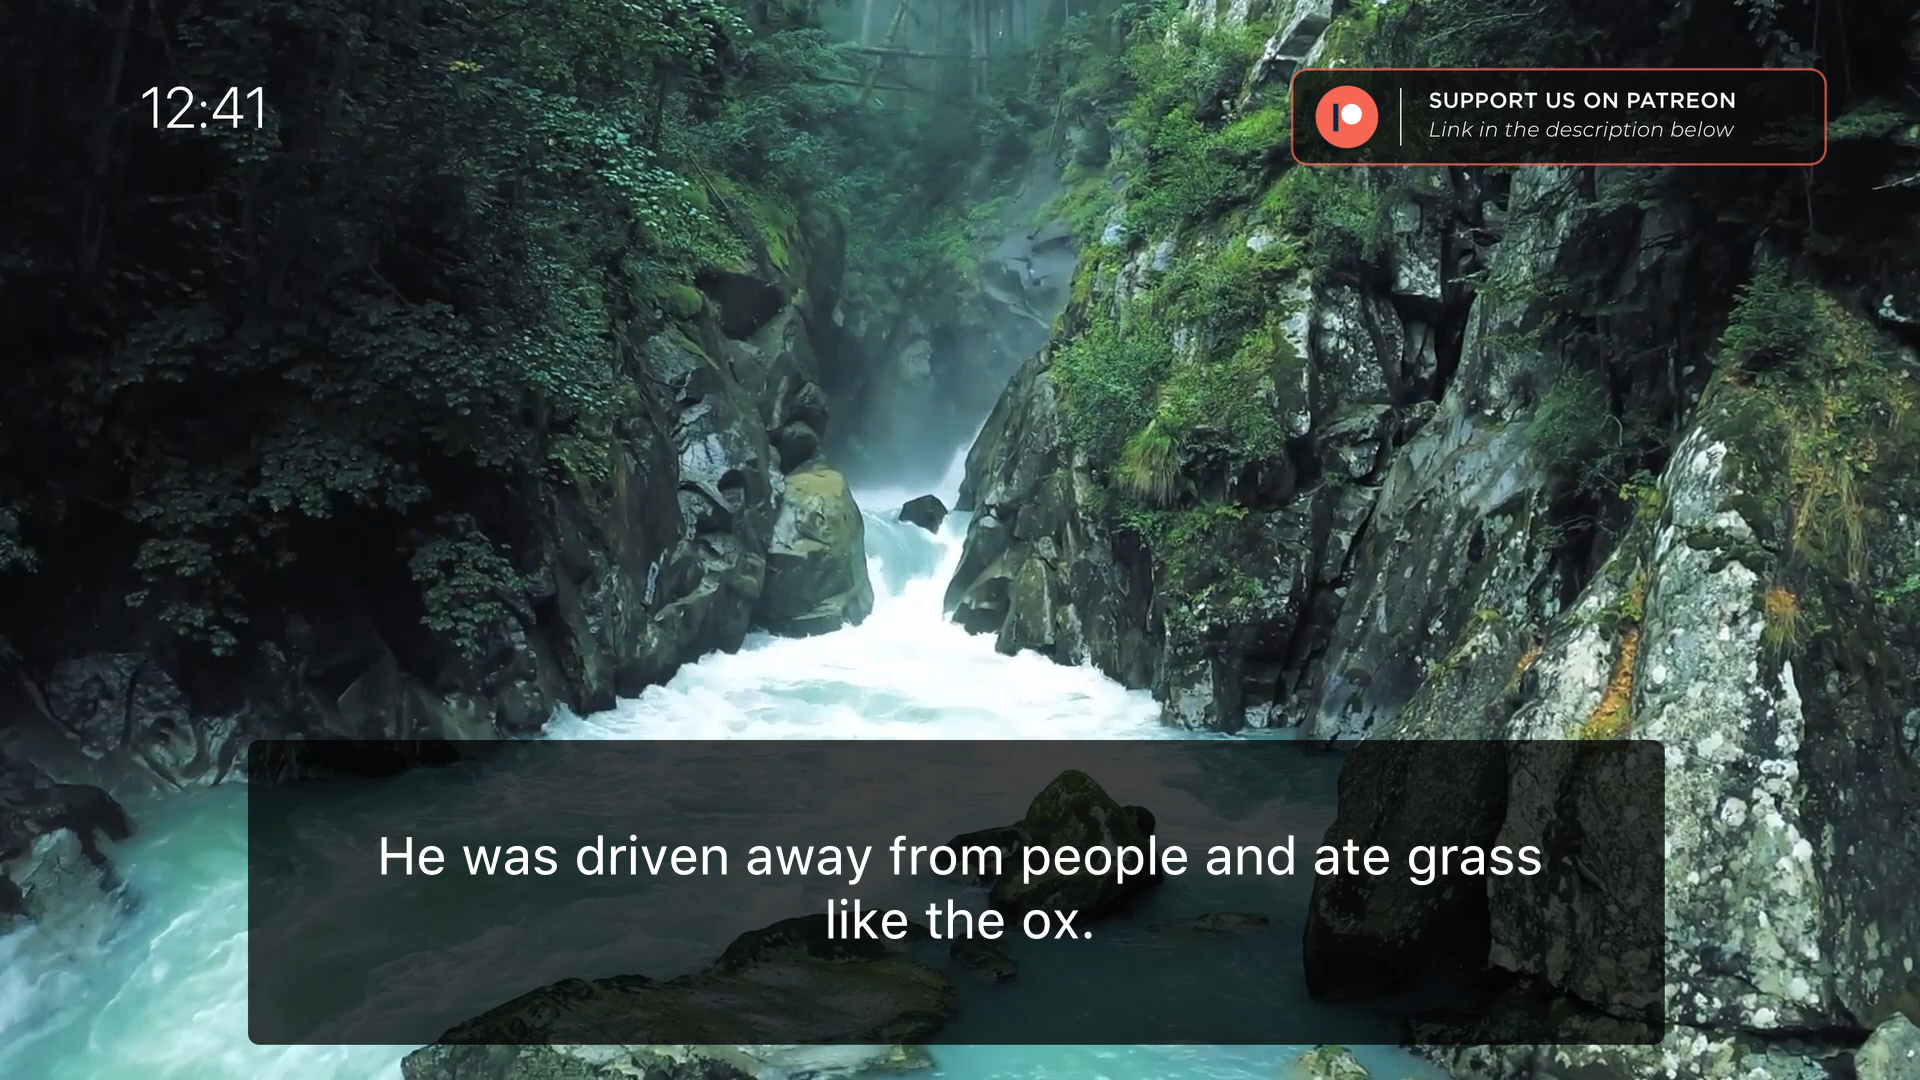 12:41
SUPPORT US ON PATREON
Link in the description below
He was driven away from people and ate grass
like the ox.